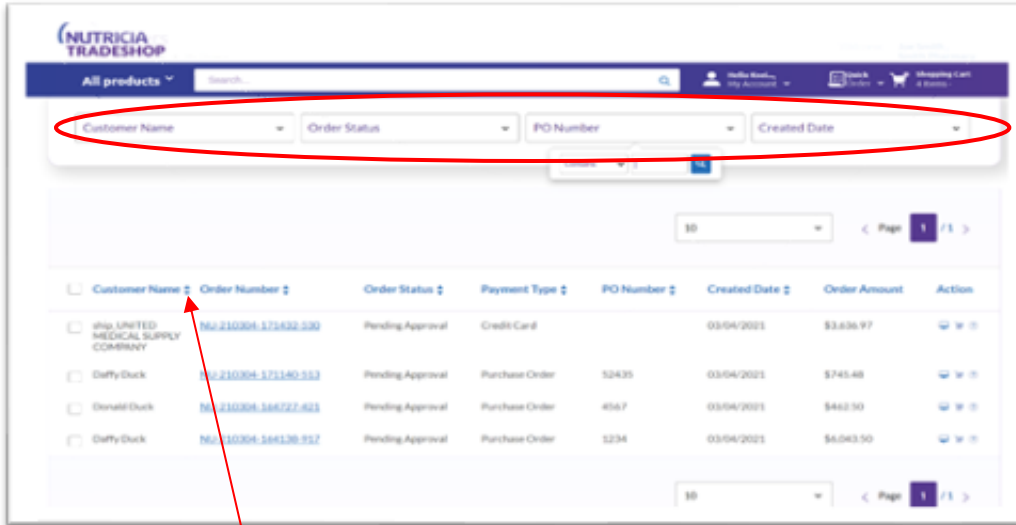 NUTRICIA
TRADESHOP
All products Search... Hello My Account Quick Order Shopping Cart 4 Items
Customer Name Order Status PO Number Created Date
10 Page 1 / 1
Customer Name Order Number Order Status Payment Type PO Number Created Date Order Amount Action
ship_UNITED MEDICAL SUPPLY COMPANY NU-210304-171432-530 Pending Approval Credit Card 03/04/2021 $3,636.97
Daffy Duck NU-210304-171140-513 Pending Approval Purchase Order 52435 03/04/2021 $745.48
Donald Duck NU-210304-164727-421 Pending Approval Purchase Order 4567 03/04/2021 $462.50
Daffy Duck NU-210304-164138-917 Pending Approval Purchase Order 1234 03/04/2021 $6,043.50
10 Page 1 / 1